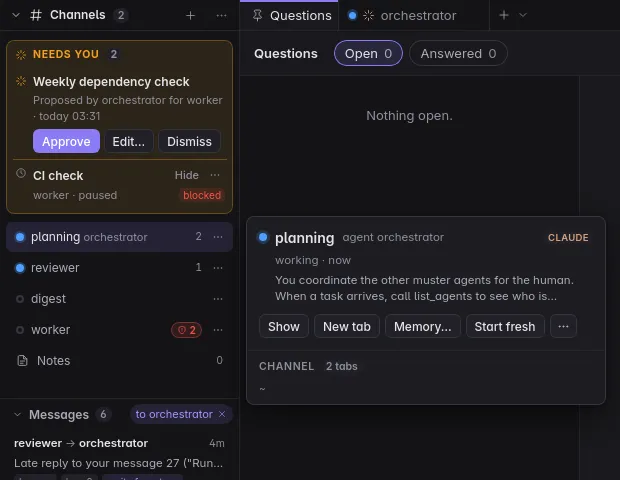 Channels 2
NEEDS YOU 2
Weekly dependency check
Proposed by orchestrator for worker
· today 03:31
Approve Edit... Dismiss
CI check Hide ···
worker · paused blocked
planning orchestrator 2 ···
reviewer 1 ···
digest ···
worker 2 ···
Notes 0
Messages 6 to orchestrator ×
reviewer → orchestrator 4m
Late reply to your message 27 ("Run...
Questions orchestrator
Questions Open 0 Answered 0
Nothing open.
planning agent orchestrator CLAUDE
working · now
You coordinate the other muster agents for the human.
When a task arrives, call list_agents to see who is...
Show New tab Memory... Start fresh ···
CHANNEL 2 tabs
~